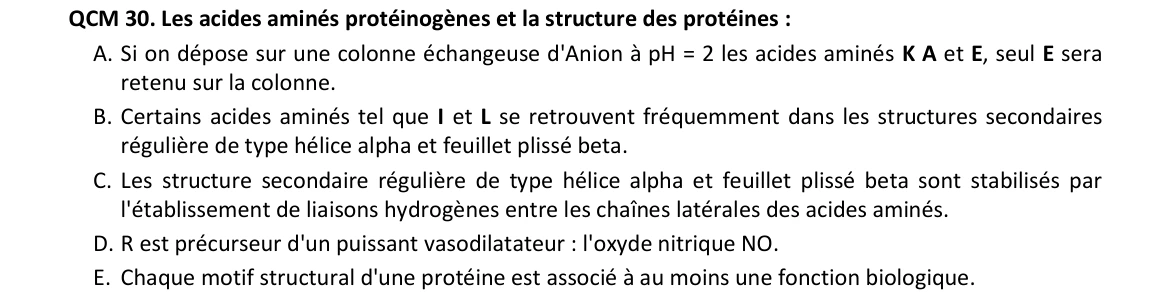 QCM 30. Les acides aminés protéinogènes et la structure des protéines :
A. Si on dépose sur une colonne échangeuse d'Anion à pH = 2 les acides aminés K A et E, seul E sera
retenu sur la colonne.
B. Certains acides aminés tel que I et L se retrouvent fréquemment dans les structures secondaires
régulière de type hélice alpha et feuillet plissé beta.
C. Les structure secondaire régulière de type hélice alpha et feuillet plissé beta sont stabilisés par
l'établissement de liaisons hydrogènes entre les chaînes latérales des acides aminés.
D. R est précurseur d'un puissant vasodilatateur : l'oxyde nitrique NO.
E. Chaque motif structural d'une protéine est associé à au moins une fonction biologique.